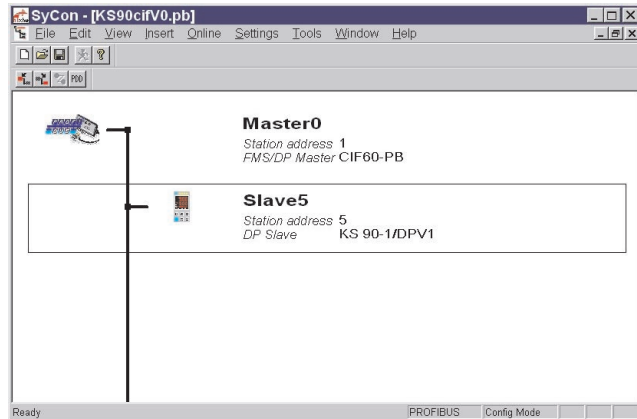 SyCon - [KS90cifV0.pb]
File Edit View Insert Online Settings Tools Window Help
PDD
Master0
Station address 1
FMS/DP Master CIF60-PB
Slave5
Station address 5
DP Slave KS 90-1/DPV1
Ready PROFIBUS Config Mode